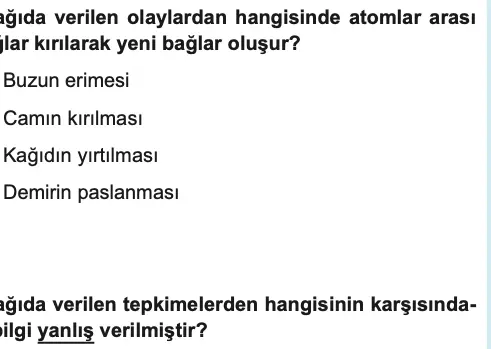 ağıda verilen olaylardan hangisinde atomlar arası
ğlar kırılarak yeni bağlar oluşur?
Buzun erimesi
Camın kırılması
Kağıdın yırtılması
Demirin paslanması
ağıda verilen tepkimelerden hangisinin karşısında-
bilgi yanlış verilmiştir?